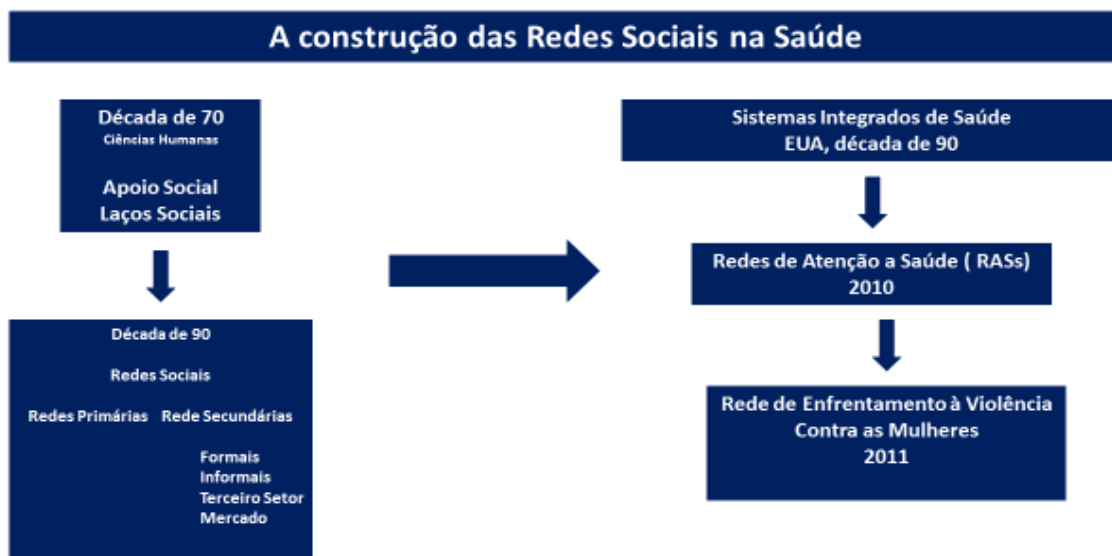 A construção das Redes Sociais na Saúde
Década de 70
Ciências Humanas
Apoio Social
Laços Sociais
Década de 90
Redes Sociais
Redes Primárias Rede Secundárias
Formais
Informais
Terceiro Setor
Mercado
Sistemas Integrados de Saúde
EUA, década de 90
Redes de Atenção a Saúde ( RASs)
2010
Rede de Enfrentamento à Violência
Contra as Mulheres
2011